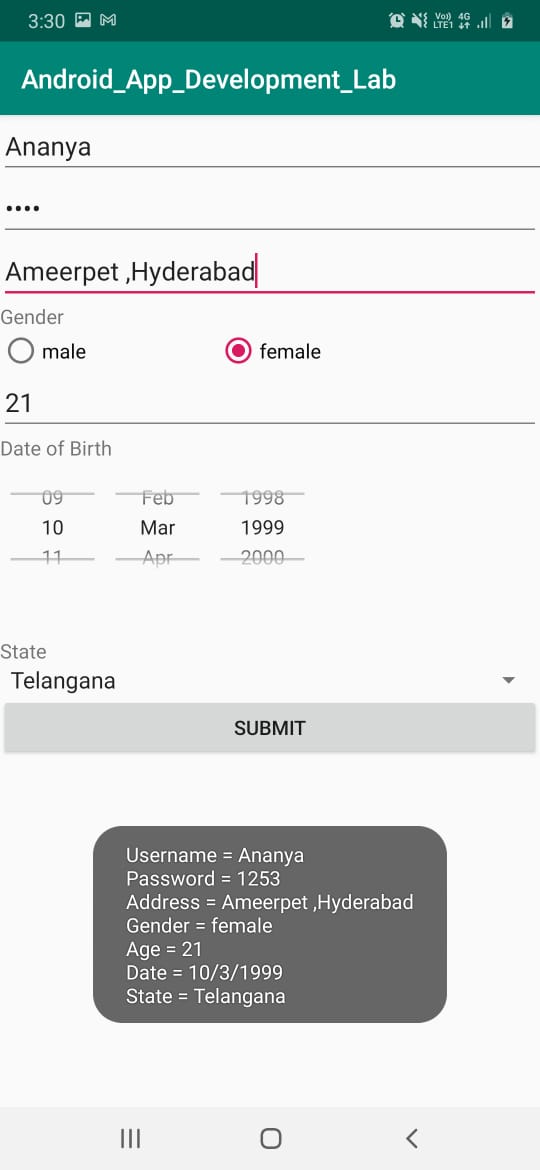 3:30 Vo) LTE1 4G
Android_App_Development_Lab
Ananya
••••
Ameerpet ,Hyderabad
Gender
male female
21
Date of Birth
09 Feb 1998
10 Mar 1999
11 Apr 2000
State
Telangana
SUBMIT
Username = Ananya
Password = 1253
Address = Ameerpet ,Hyderabad
Gender = female
Age = 21
Date = 10/3/1999
State = Telangana